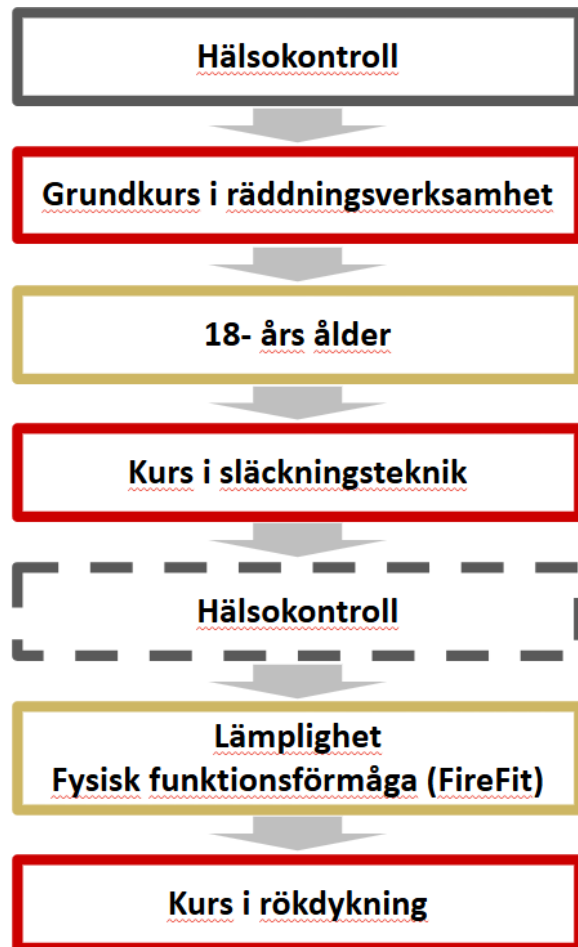 Hälsokontroll
Grundkurs i räddningsverksamhet
18- års ålder
Kurs i släckningsteknik
Hälsokontroll
Lämplighet
Fysisk funktionsförmåga (FireFit)
Kurs i rökdykning